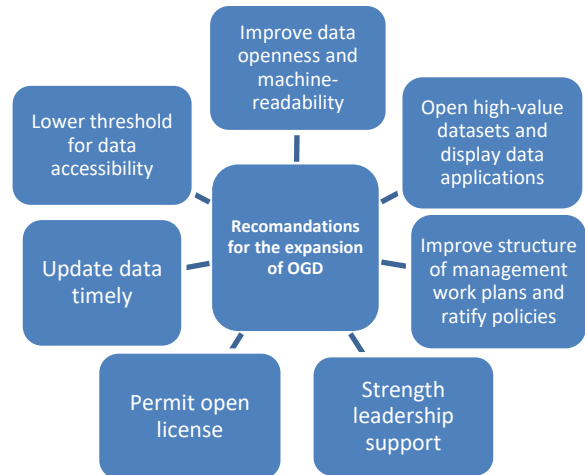 Improve data
openness and
machine-
readability
Open high-value
datasets and
display data
applications
Improve structure
of management
work plans and
ratify policies
Strength
leadership
support
Permit open
license
Update data
timely
Lower threshold
for data
accessibility
Recomandations
for the expansion
of OGD